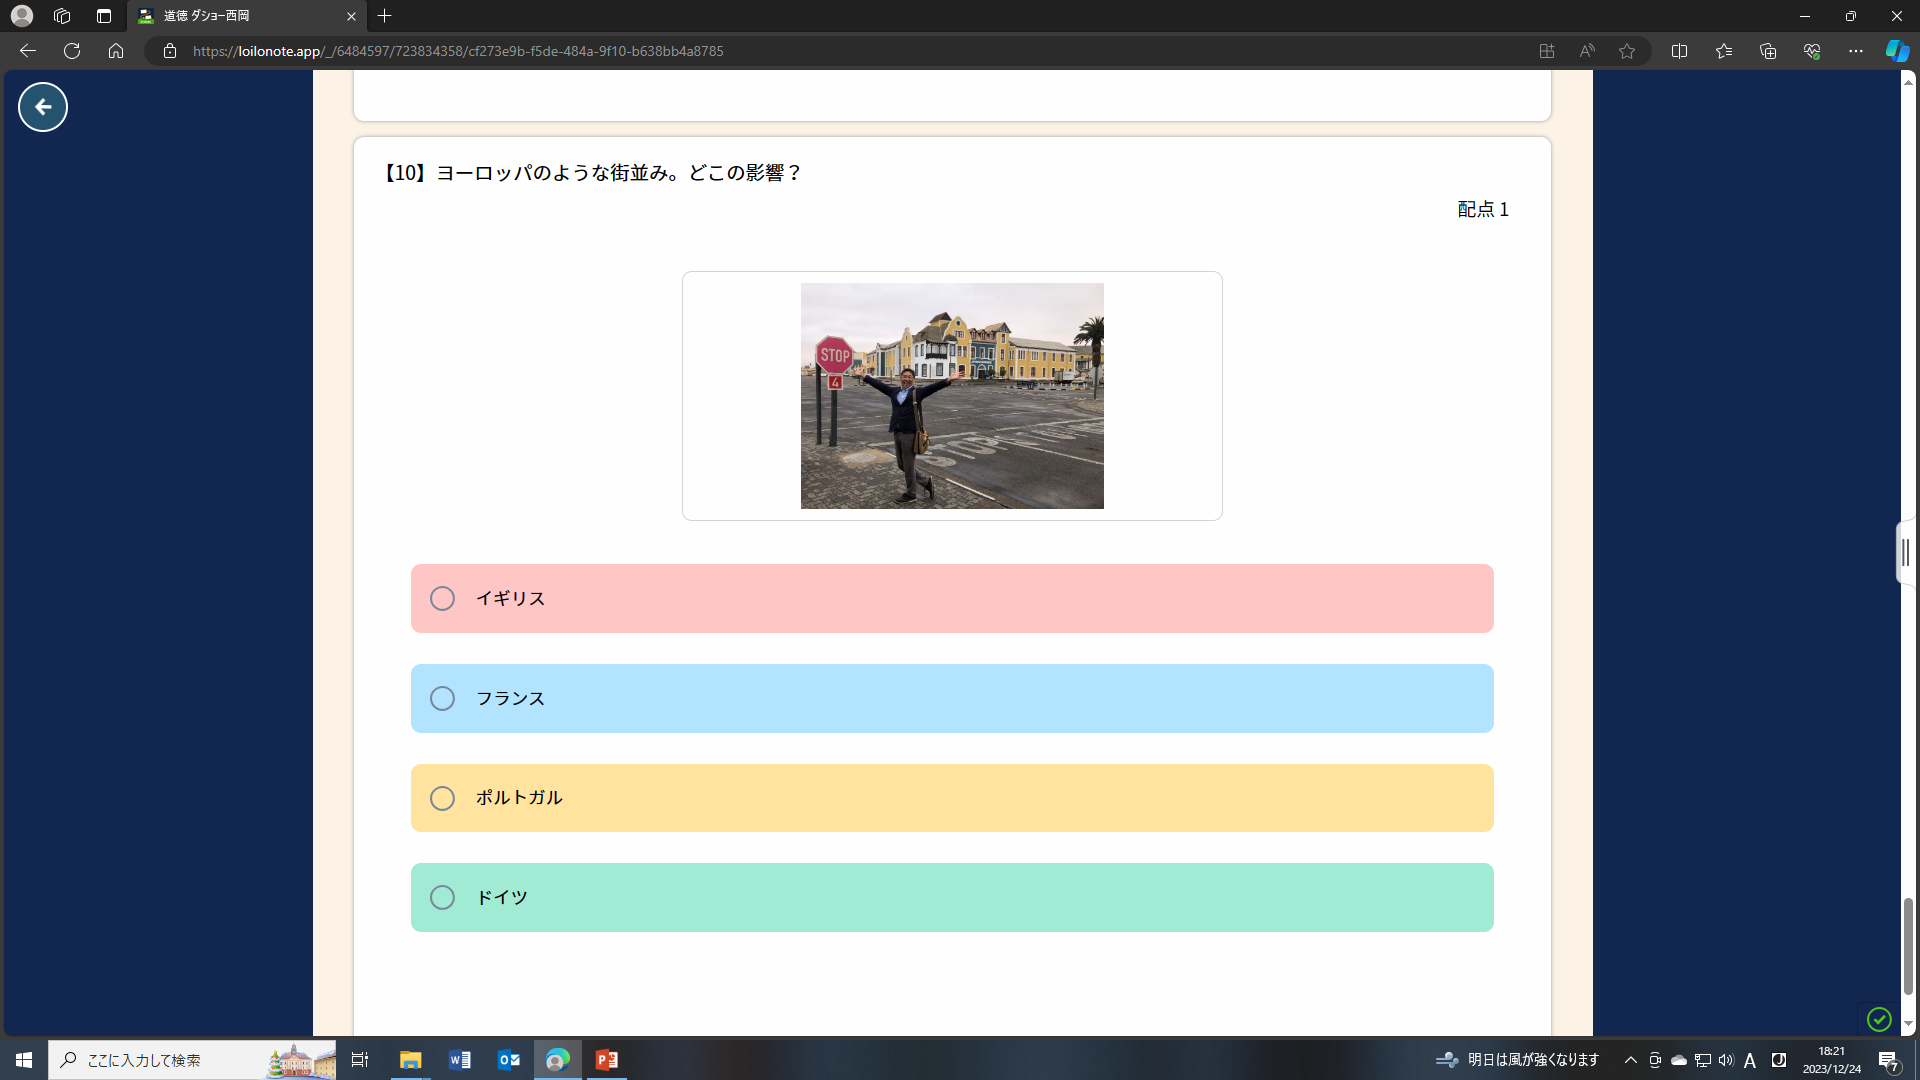 道徳 ダショー西岡
https://loilonote.app/_/6484597/723834358/cf273e9b-f5de-484a-9f10-b638bb4a8785
【10】ヨーロッパのような街並み。どこの影響？
配点 1
STOP
4
STOP
イギリス
フランス
ポルトガル
ドイツ
ここに入力して検索
明日は風が強くなります
A
18:21
2023/12/24
7